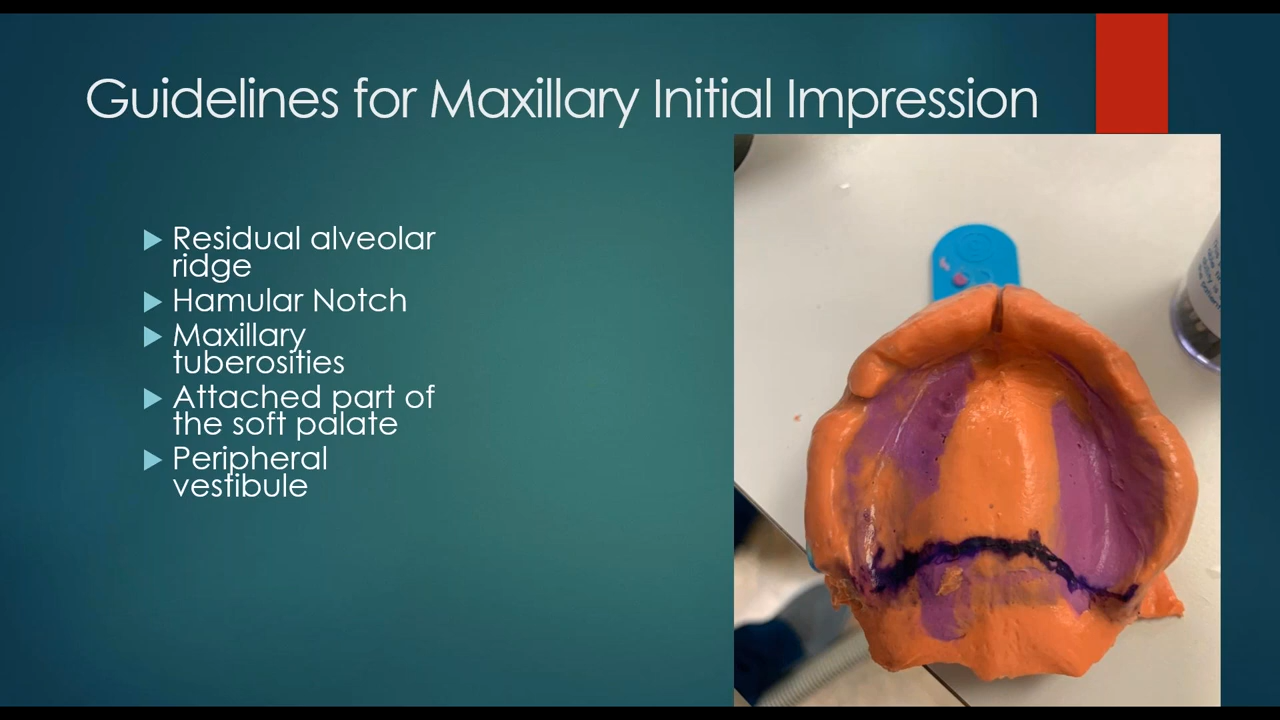 Guidelines for Maxillary Initial Impression
Residual alveolar
ridge
Hamular Notch
Maxillary
tuberosities
Attached part of
the soft palate
Peripheral
vestibule